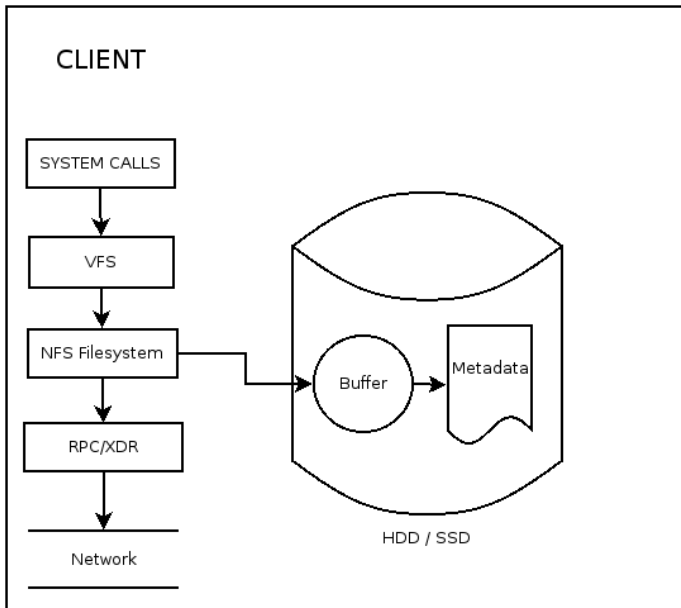 CLIENT
SYSTEM CALLS
VFS
NFS Filesystem
RPC/XDR
Network
Buffer
Metadata
HDD / SSD